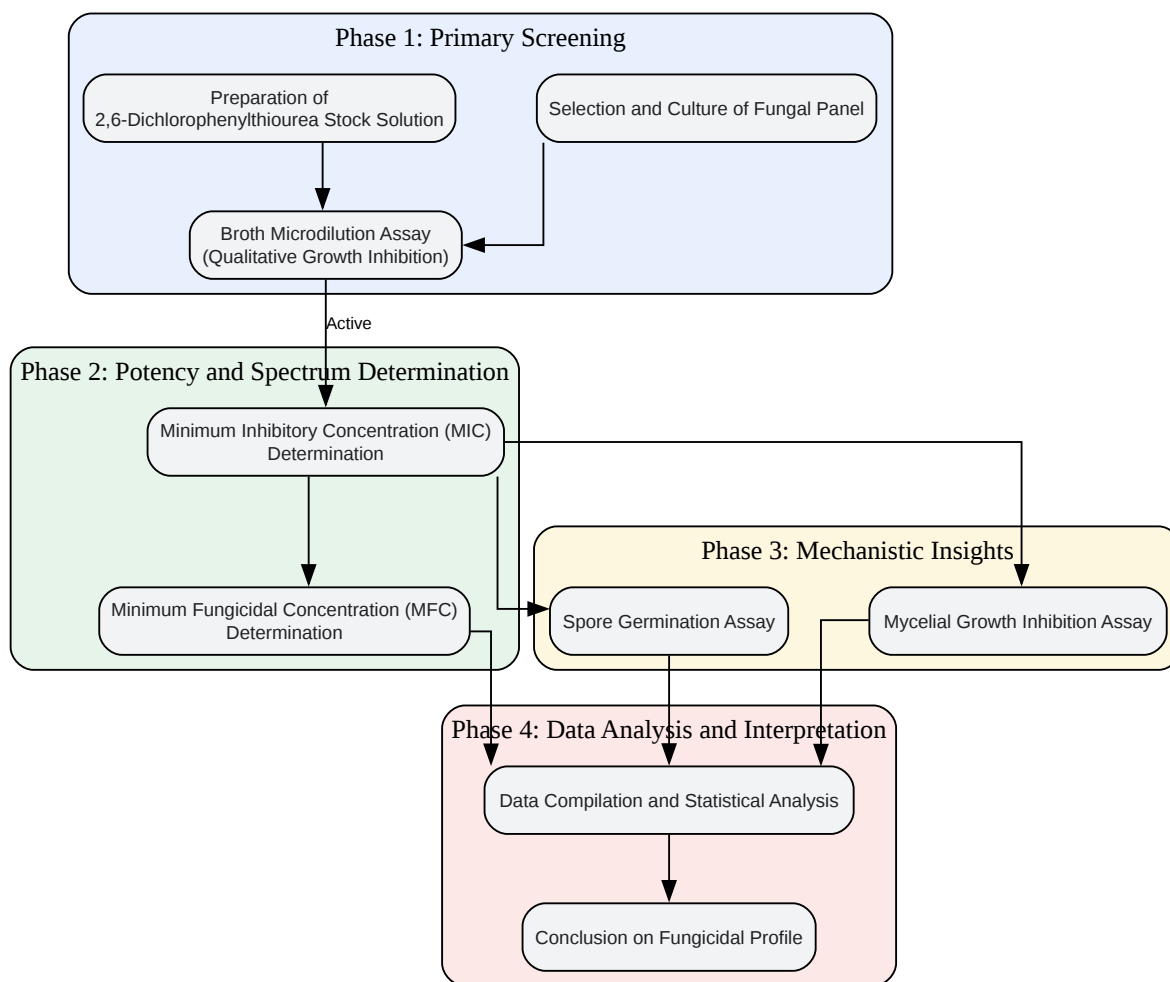 Phase 1: Primary Screening
Preparation of
2,6-Dichlorophenylthiourea Stock Solution
Selection and Culture of Fungal Panel
Broth Microdilution Assay
(Qualitative Growth Inhibition)
Active
Phase 2: Potency and Spectrum Determination
Minimum Inhibitory Concentration (MIC)
Determination
Minimum Fungicidal Concentration (MFC)
Determination
Phase 3: Mechanistic Insights
Spore Germination Assay
Mycelial Growth Inhibition Assay
Phase 4: Data Analysis and Interpretation
Data Compilation and Statistical Analysis
Conclusion on Fungicidal Profile